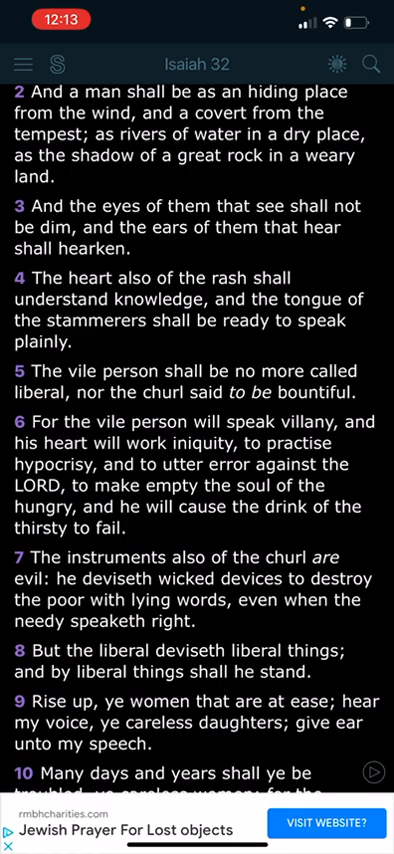 12:13
Isaiah 32
2 And a man shall be as an hiding place
from the wind, and a covert from the
tempest; as rivers of water in a dry place,
as the shadow of a great rock in a weary
land.
3 And the eyes of them that see shall not
be dim, and the ears of them that hear
shall hearken.
4 The heart also of the rash shall
understand knowledge, and the tongue of
the stammerers shall be ready to speak
plainly.
5 The vile person shall be no more called
liberal, nor the churl said to be bountiful.
6 For the vile person will speak villany, and
his heart will work iniquity, to practise
hypocrisy, and to utter error against the
LORD, to make empty the soul of the
hungry, and he will cause the drink of the
thirsty to fail.
7 The instruments also of the churl are
evil: he deviseth wicked devices to destroy
the poor with lying words, even when the
needy speaketh right.
8 But the liberal deviseth liberal things;
and by liberal things shall he stand.
9 Rise up, ye women that are at ease; hear
my voice, ye careless daughters; give ear
unto my speech.
10 Many days and years shall ye be
troubled, ye careless women: for the
rmbhcharities.com
Jewish Prayer For Lost objects
VISIT WEBSITE?